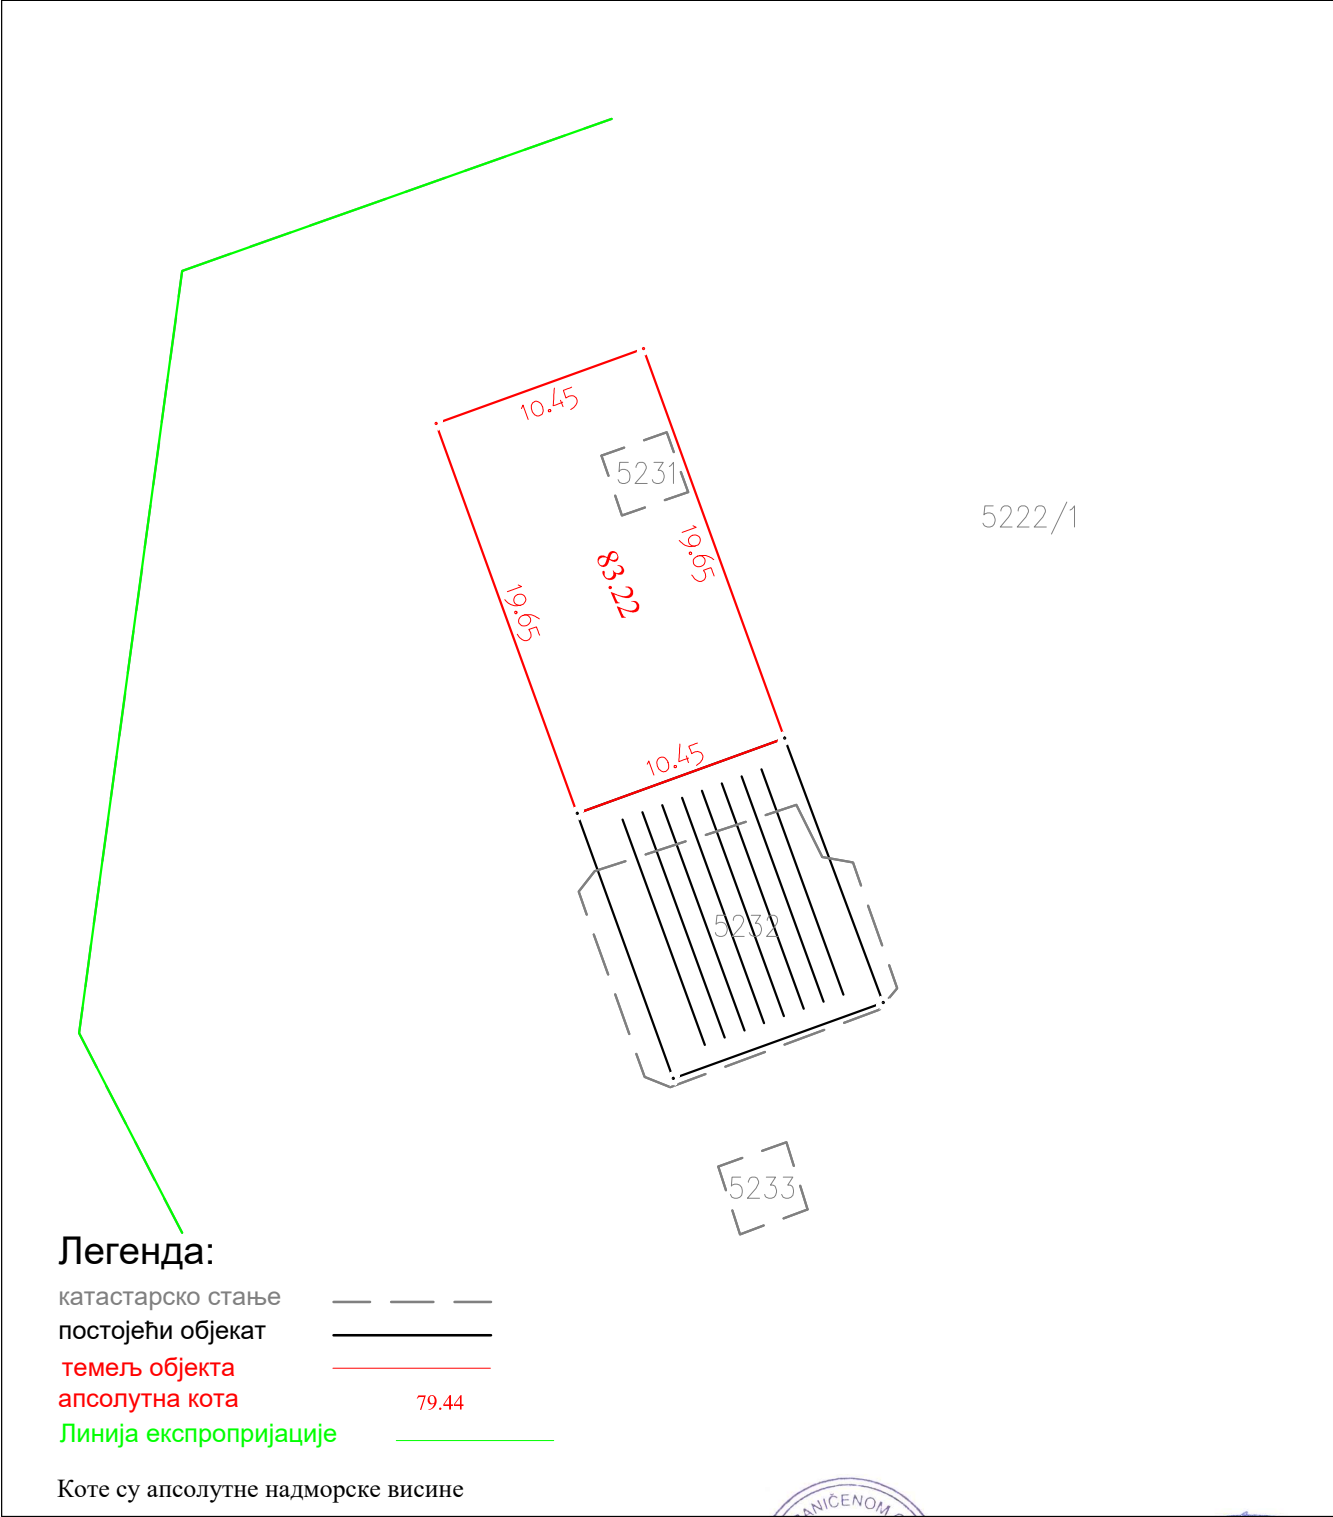 10.45
5231
5222/1
19.65
83.22
19.65
10.45
5232
5233
Легенда:
катастарско стање
постојећи објекат
темељ објекта
апсолутна кота 79.44
Линија експропријације
Коте су апсолутне надморске висине